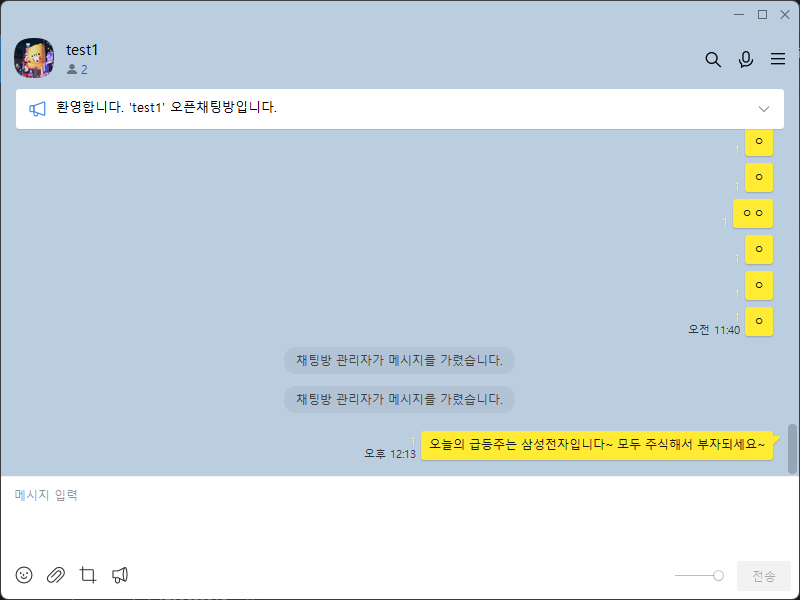 test1
2
환영합니다. 'test1' 오픈채팅방입니다.
ㅇ
1
ㅇ
1
ㅇㅇ
1
ㅇ
1
ㅇ
1
ㅇ
1
오전 11:40
채팅방 관리자가 메시지를 가렸습니다.
채팅방 관리자가 메시지를 가렸습니다.
오늘의 급등주는 삼성전자입니다~ 모두 주식해서 부자되세요~
1
오후 12:13
메시지 입력
전송